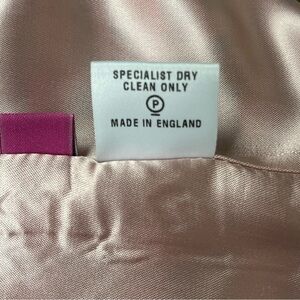 SPECIALIST DRY
CLEAN ONLY
P
MADE IN ENGLAND